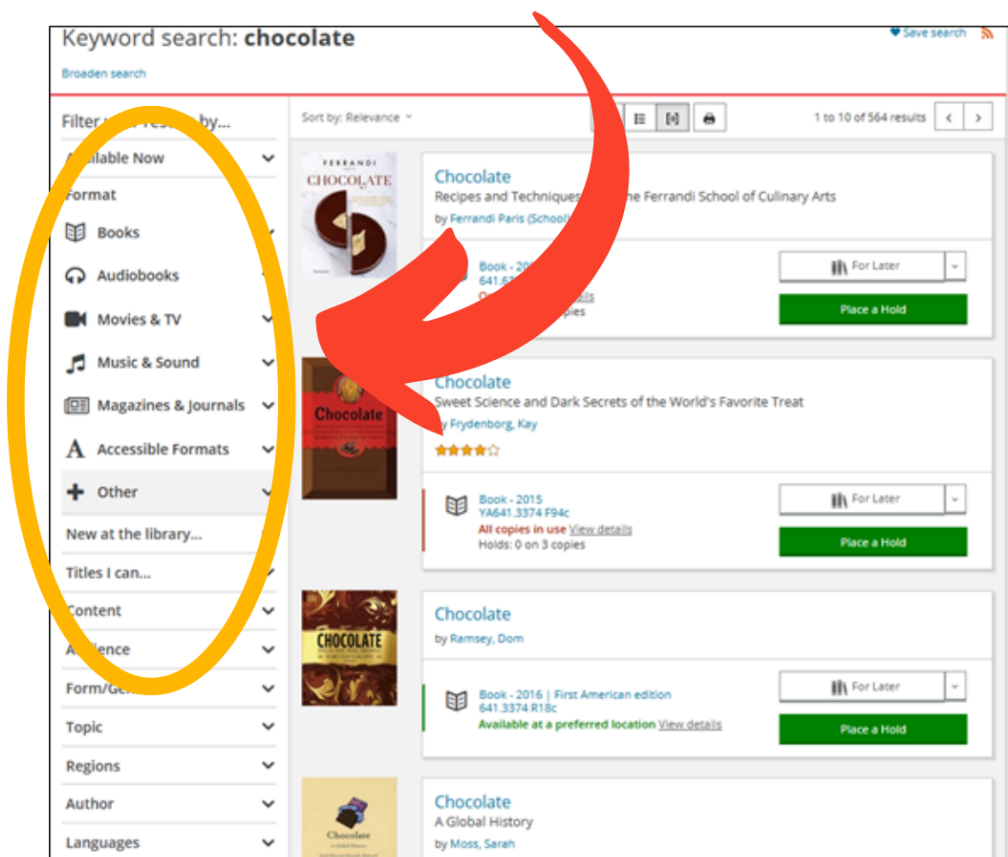 Keyword search: chocolate
Save search
Broaden search
Filter by...
Available Now
Format
Books
Audiobooks
Movies & TV
Music & Sound
Magazines & Journals
Accessible Formats
Other
New at the library...
Titles I can...
Content
Audience
Form/
Topic
Regions
Author
Languages
Sort by: Relevance
1 to 10 of 564 results
FERRANDI
CHOCOLATE
Chocolate
Recipes and Techniques the Ferrandi School of Culinary Arts
by Ferrandi Paris (School)
Book - 20
641.6
For Later
Place a Hold
Chocolate
Chocolate
Sweet Science and Dark Secrets of the World's Favorite Treat
by Frydenborg, Kay
Book - 2015
YA641.3374 F94c
All copies in use View details
Holds: 0 on 3 copies
For Later
Place a Hold
CHOCOLATE
Chocolate
by Ramsey, Dom
Book - 2016 | First American edition
641.3374 R18c
Available at a preferred location View details
For Later
Place a Hold
Chocolate
A Global History
Chocolate
A Global History
by Moss, Sarah